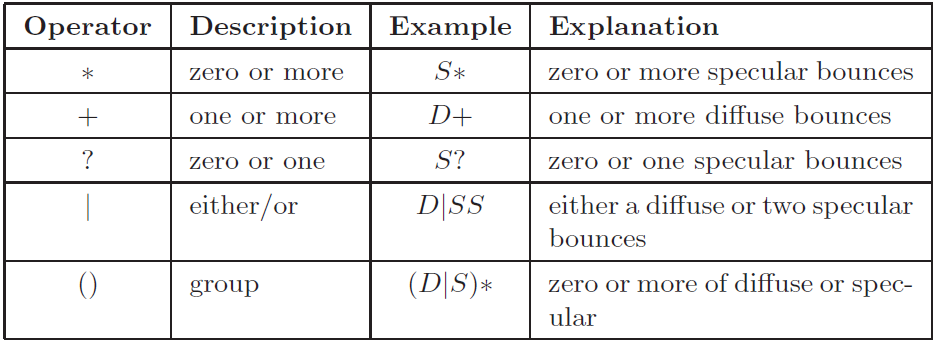 Operator Description Example Explanation
∗ zero or more S∗ zero or more specular bounces
+ one or more D+ one or more diffuse bounces
? zero or one S? zero or one specular bounces
| either/or D|SS either a diffuse or two specular
bounces
() group (D|S)∗ zero or more of diffuse or spec-
ular